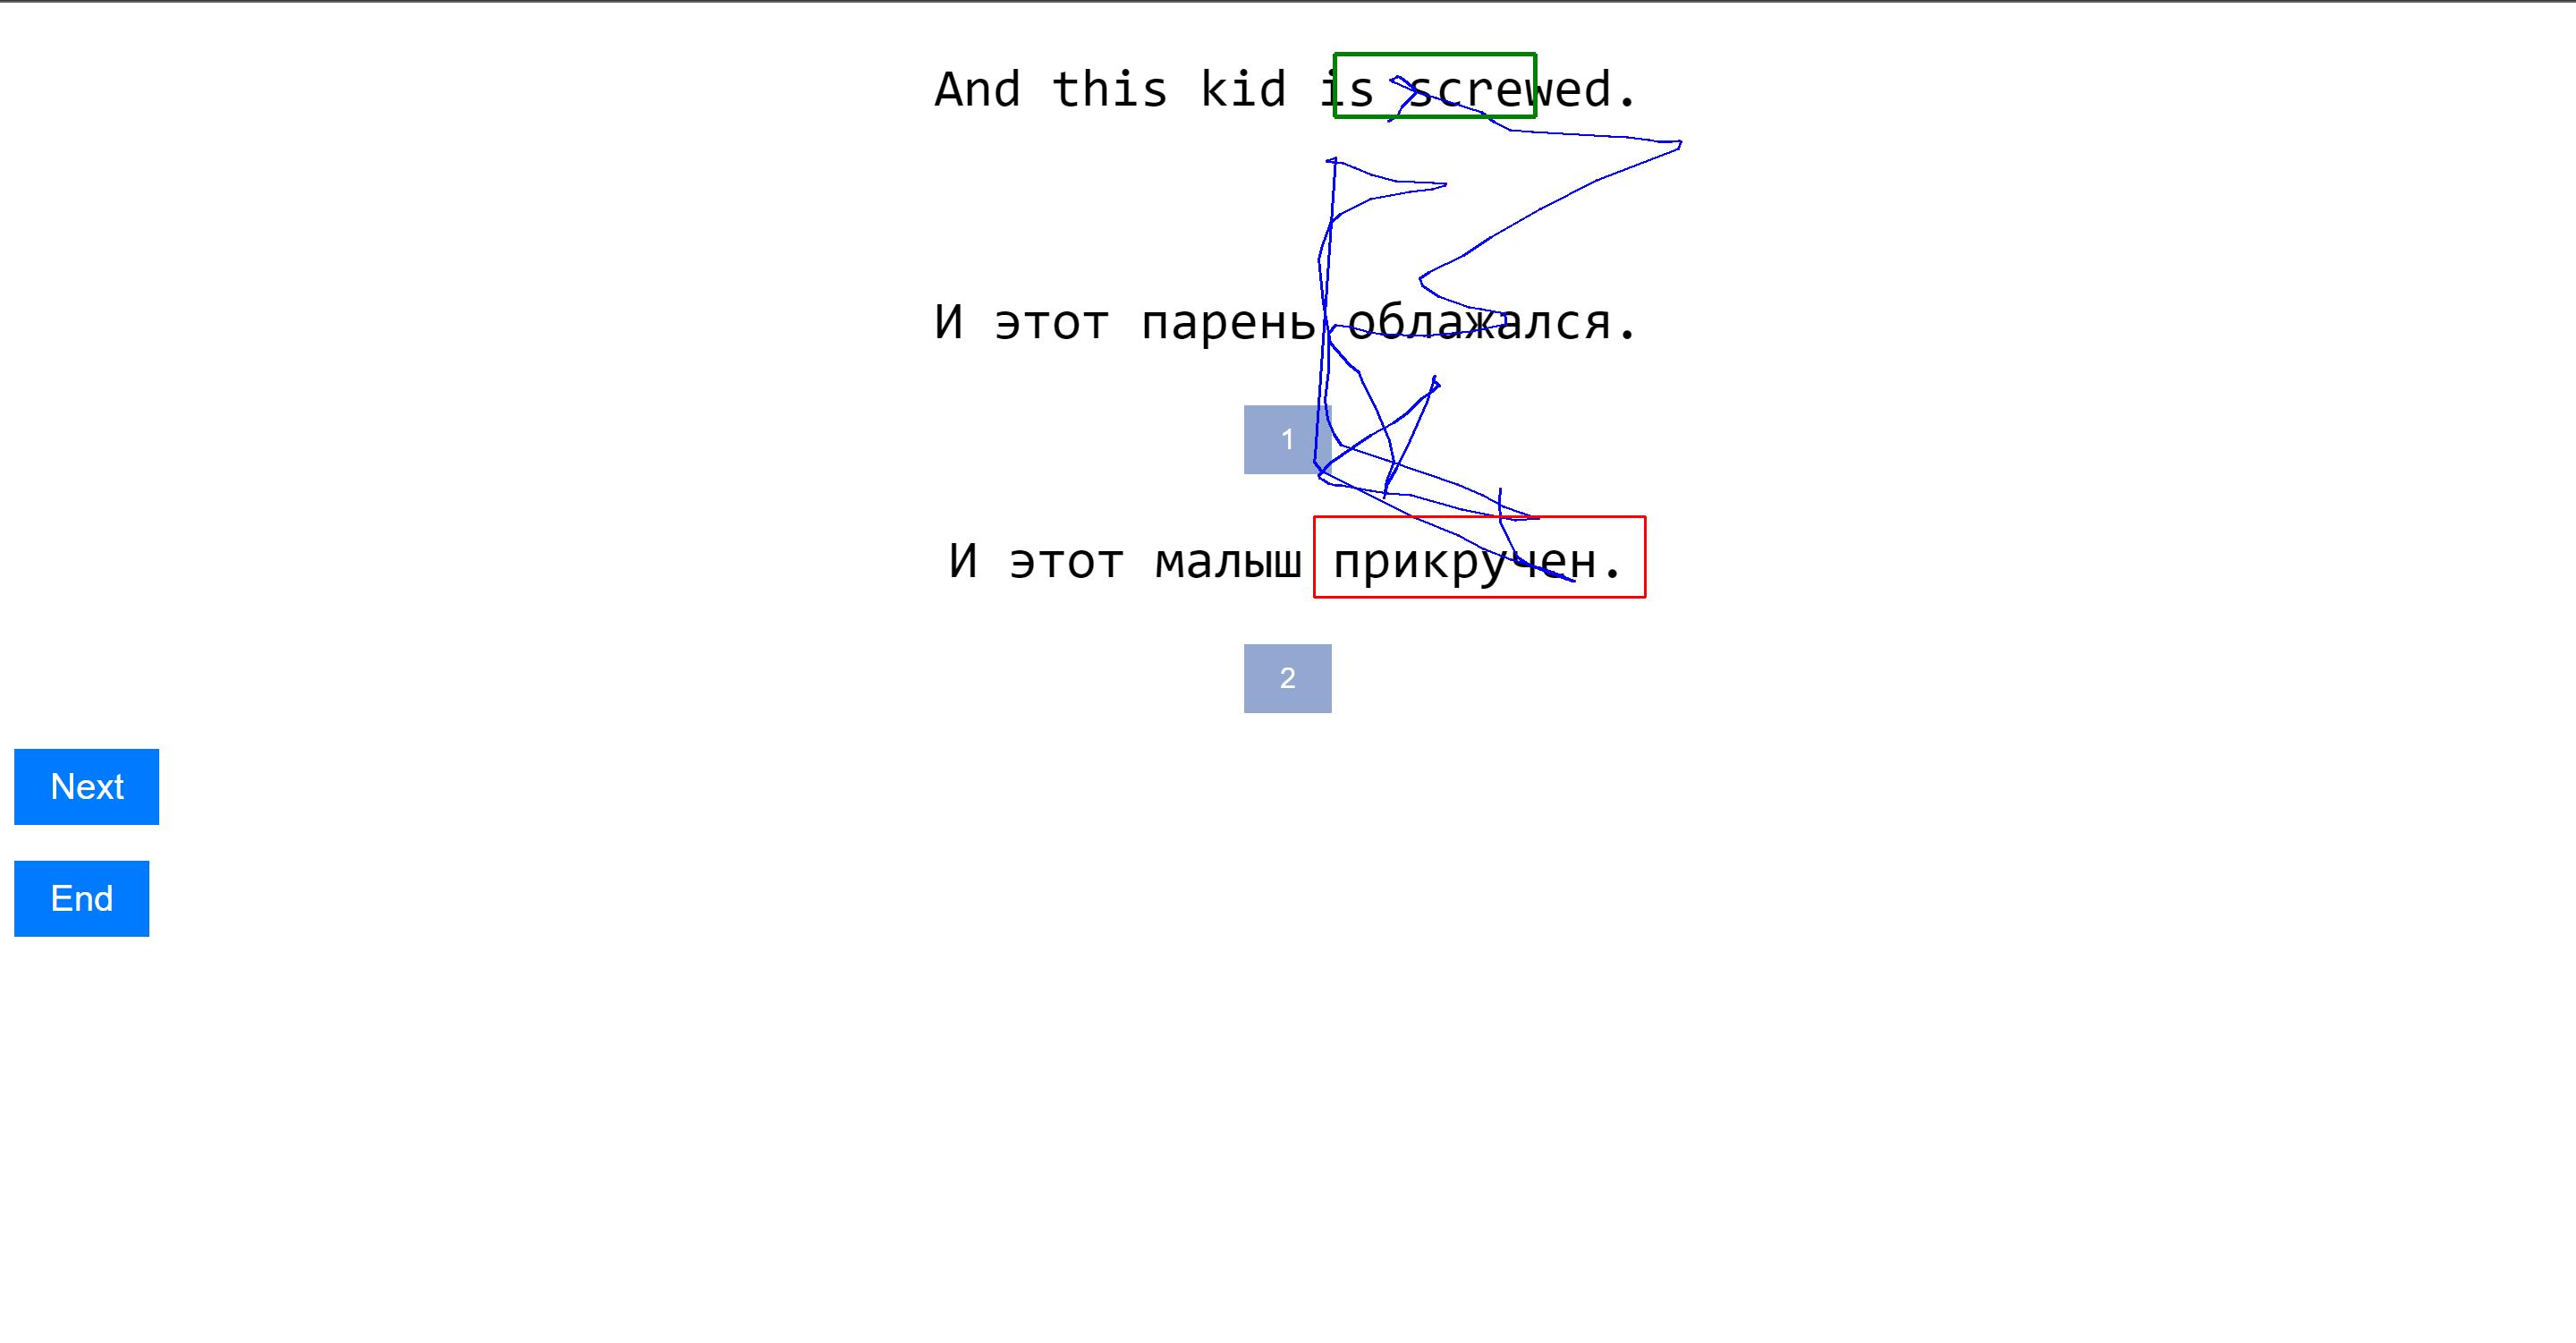 And this kid is screwed.
И этот парень облажался.
1
И этот малыш прикручен.
2
Next
End